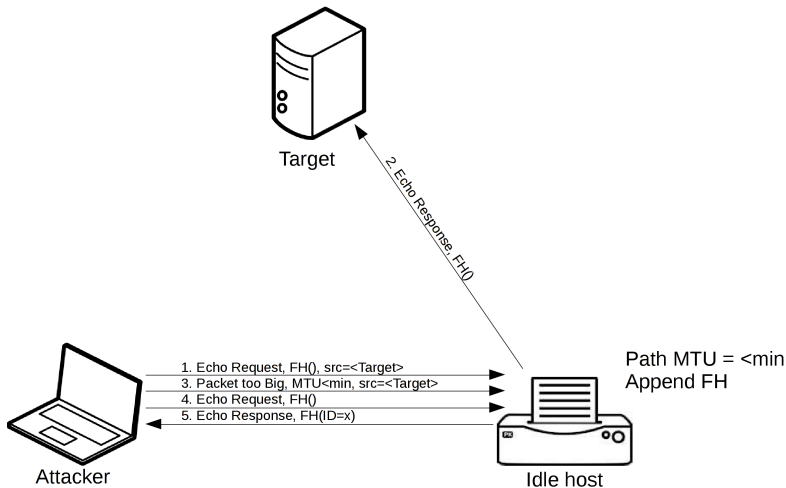 Target
2. Echo Response, FH()
1. Echo Request, FH(), src=<Target>
3. Packet too Big, MTU<min, src=<Target>
4. Echo Request, FH()
5. Echo Response, FH(ID=x)
Path MTU = <min
Append FH
Attacker
Idle host